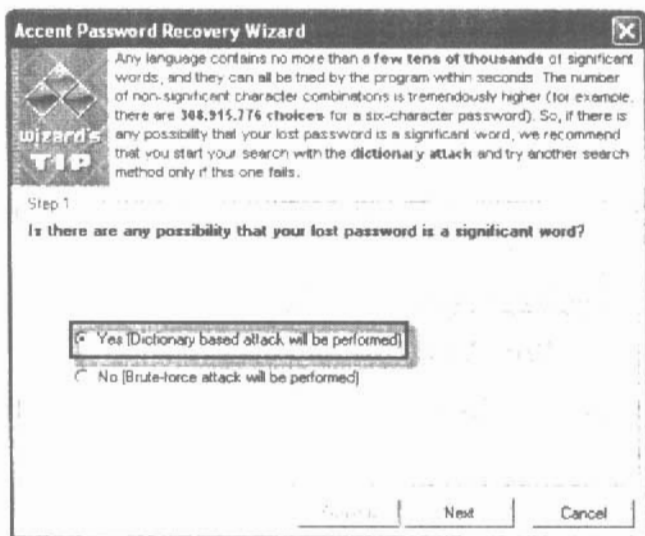 Accent Password Recovery Wizard
Any language contains no more than a few tens of thousands of significant
words, and they can all be tried by the program within seconds. The number
of non-significant character combinations is tremendously higher (for example,
there are 308,915,776 choices for a six-character password). So, if there is
any possibility that your lost password is a significant word, we recommend
that you start your search with the dictionary attack and try another search
method only if this one fails.
wizard's
TIP
Step 1
Is there are any possibility that your lost password is a significant word?
Yes (Dictionary based attack will be performed)
No (Brute-force attack will be performed)
Next
Cancel